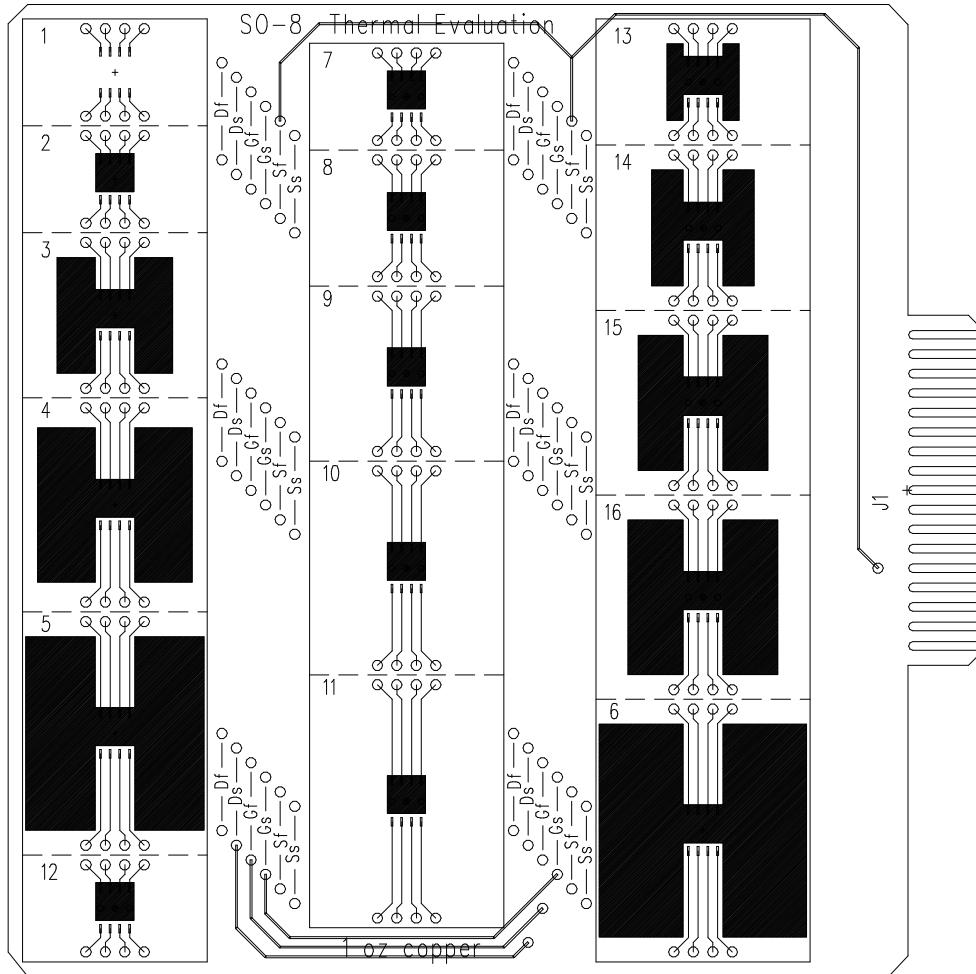 SO-8 Thermal Evaluation
1
2
3
4
5
12
Df
Ds
Gf
Gs
Sf
Ss
Df
Ds
Gf
Gs
Sf
Ss
Df
Ds
Gf
Gs
Sf
Ss
7
8
9
10
11
Df
Ds
Gf
Gs
Sf
Ss
Df
Ds
Gf
Gs
Sf
Ss
Df
Ds
Gf
Gs
Sf
Ss
13
14
15
16
6
J1
1 oz copper